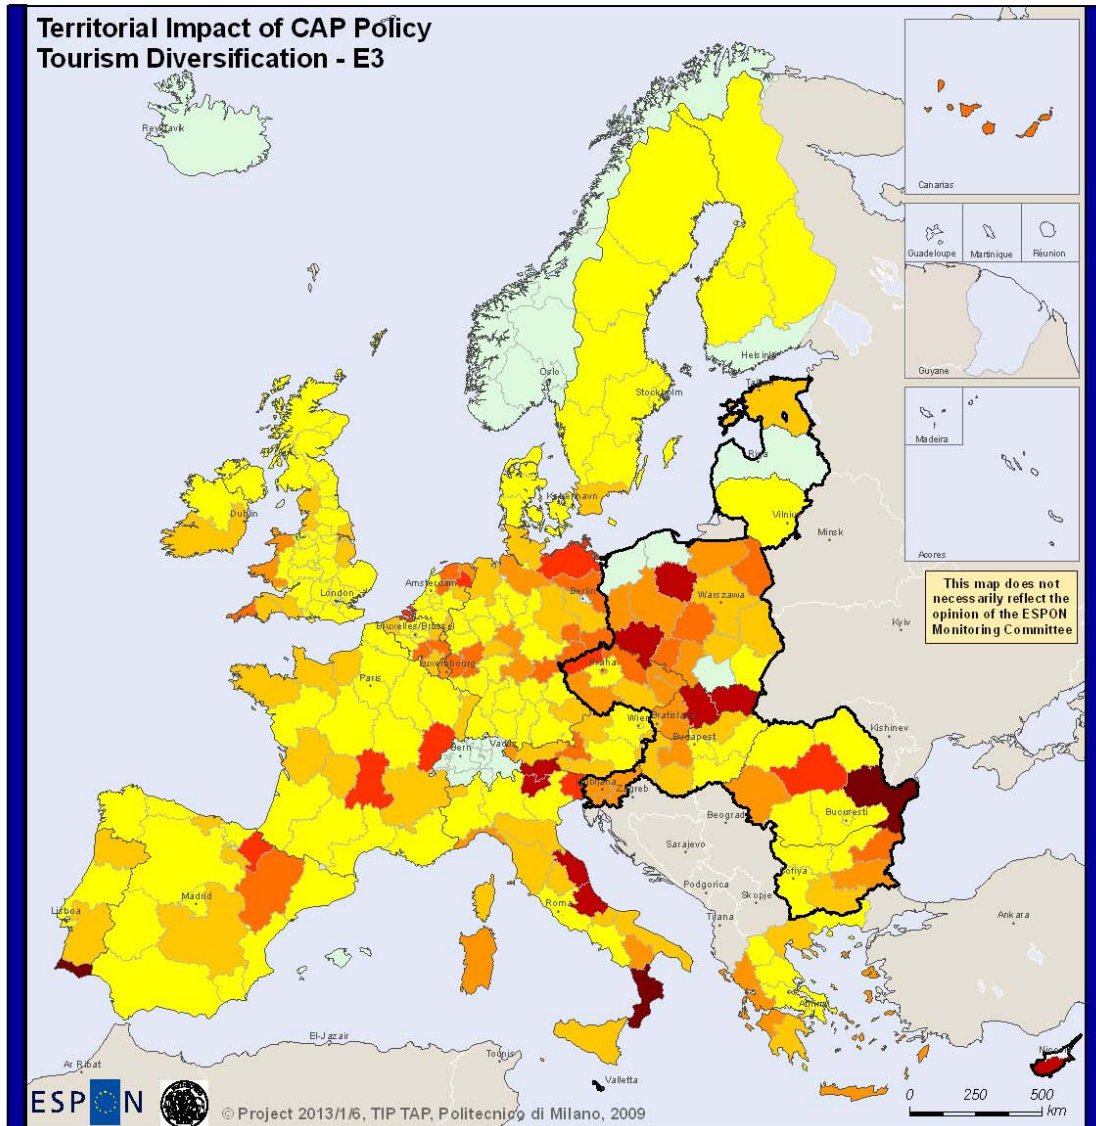 Territorial Impact of CAP Policy
Tourism Diversification - E3
Reykjavik
Canarias
Guadeloupe
Martinique
Réunion
Guyane
Madeira
Acores
This map does not
necessarily reflect the
opinion of the ESPON
Monitoring Committee
Oslo
Helsinki
Stockholm
Riga
Vilnius
Minsk
København
Dublin
London
Amsterdam
Berlin
Warszawa
Kyiv
Bruxelles/Brussel
Luxembourg
Praha
Paris
Wien
Bratislava
Budapest
Kishinev
Bern
Vaduz
Ljubljana
Zagreb
Beograd
Bucuresti
Sarajevo
Sofiya
Podgorica
Skopje
Tirana
Madrid
Lisboa
Roma
Ankara
El-Jazair
Tounis
Ar Ribat
Valletta
ESPON
© Project 2013/1/6, TIP TAP, Politecnico di Milano, 2009
0 250 500
km